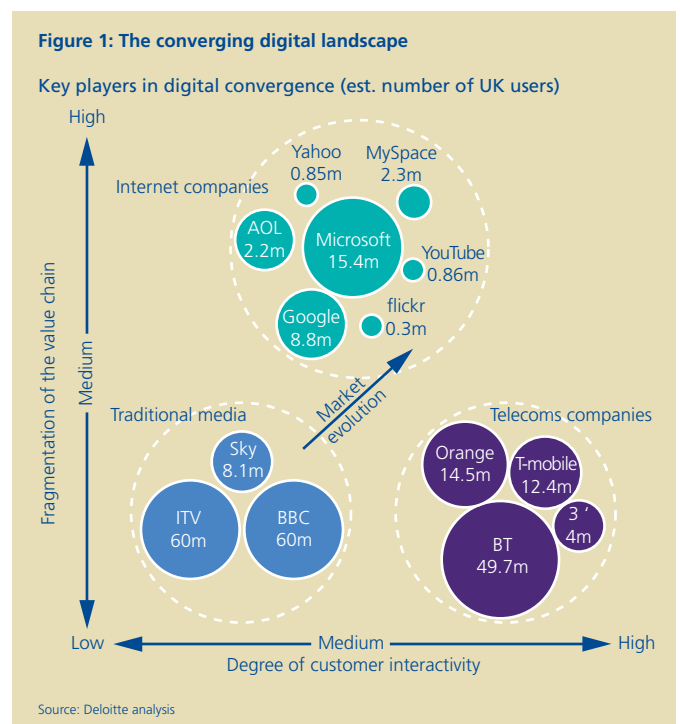 Figure 1: The converging digital landscape
Key players in digital convergence (est. number of UK users)
High
Fragmentation of the value chain
Medium
Low
Internet companies
Yahoo
0.85m
MySpace
2.3m
AOL
2.2m
Microsoft
15.4m
YouTube
0.86m
Google
8.8m
flickr
0.3m
Market
evolution
Traditional media
Sky
8.1m
ITV
60m
BBC
60m
Telecoms companies
Orange
14.5m
T-mobile
12.4m
3 ‘
4m
BT
49.7m
Medium
High
Degree of customer interactivity
Source: Deloitte analysis